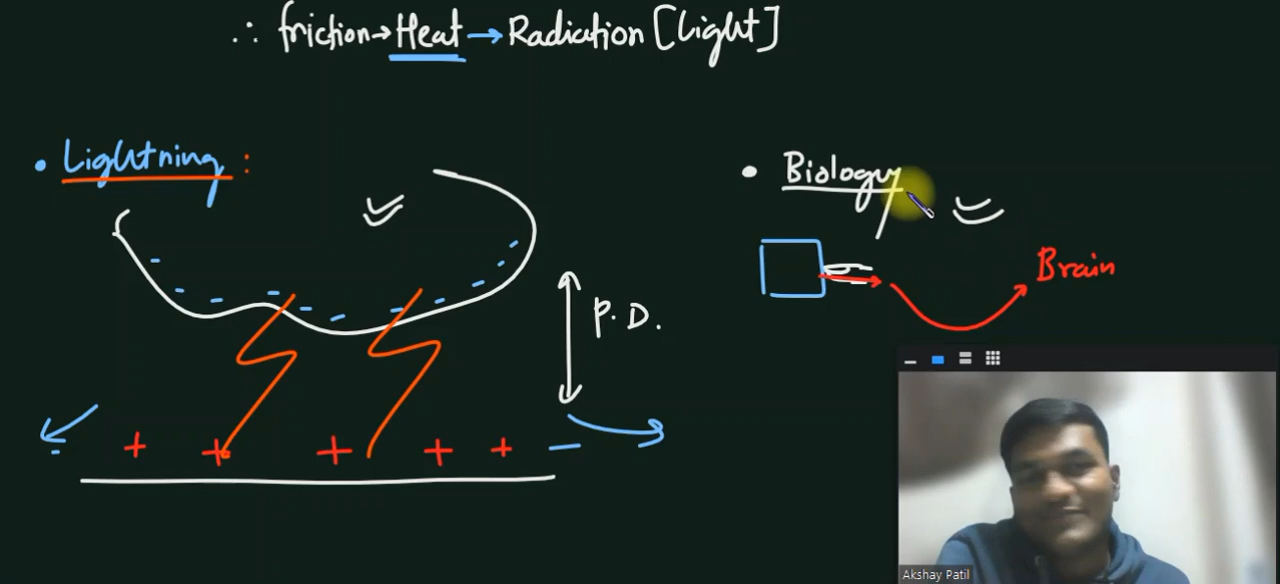 ∴ friction→Heat→Radiation [Light]
• Lightning :
• Biology
Brain
P.D.
- - - - - - - - - - -
+ + + + + -
Akshay Patil